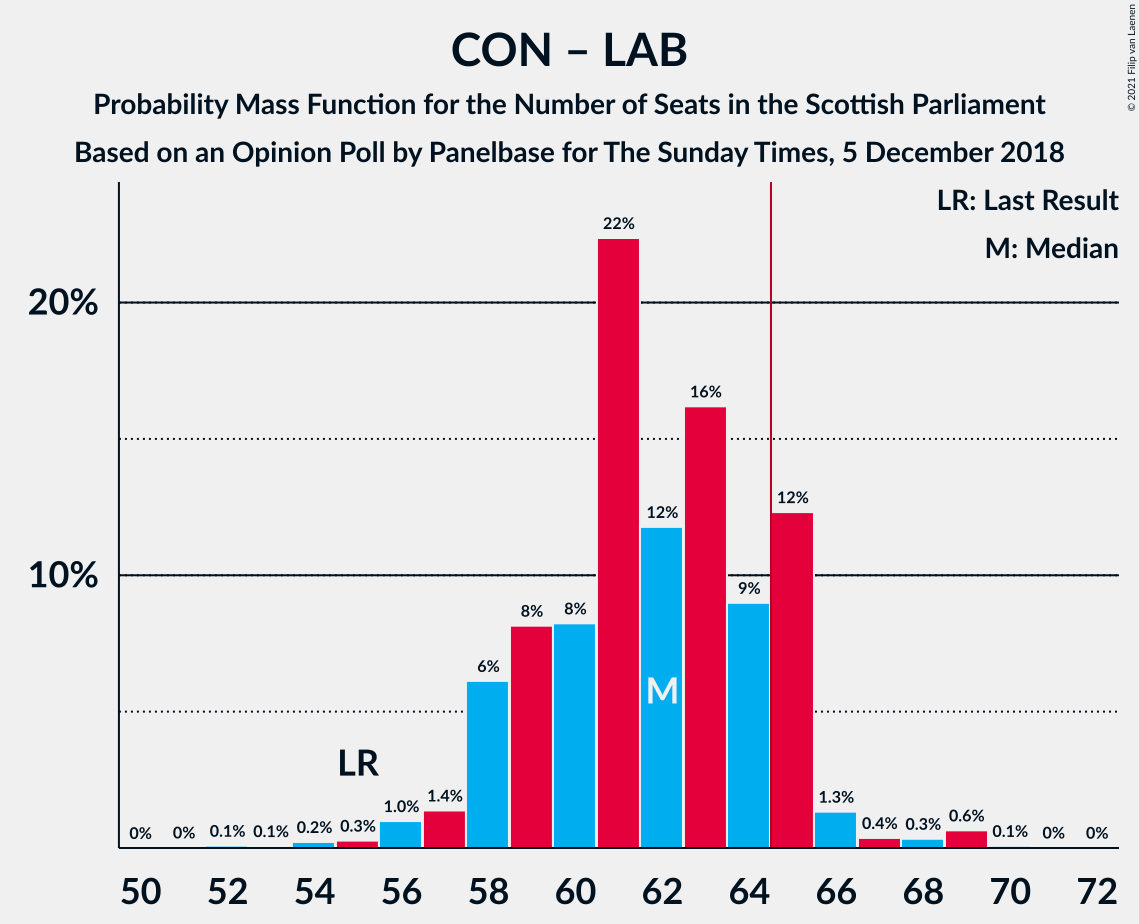 CON – LAB
Probability Mass Function for the Number of Seats in the Scottish Parliament
Based on an Opinion Poll by Panelbase for The Sunday Times, 5 December 2018
© 2021 Filip van Laenen
LR: Last Result
M: Median
20%
10%
0%
0%
0.1%
0.1%
0.2%
0.3%
1.0%
1.4%
6%
8%
8%
22%
12%
16%
9%
12%
1.3%
0.4%
0.3%
0.6%
0.1%
0%
0%
LR
M
50 52 54 56 58 60 62 64 66 68 70 72